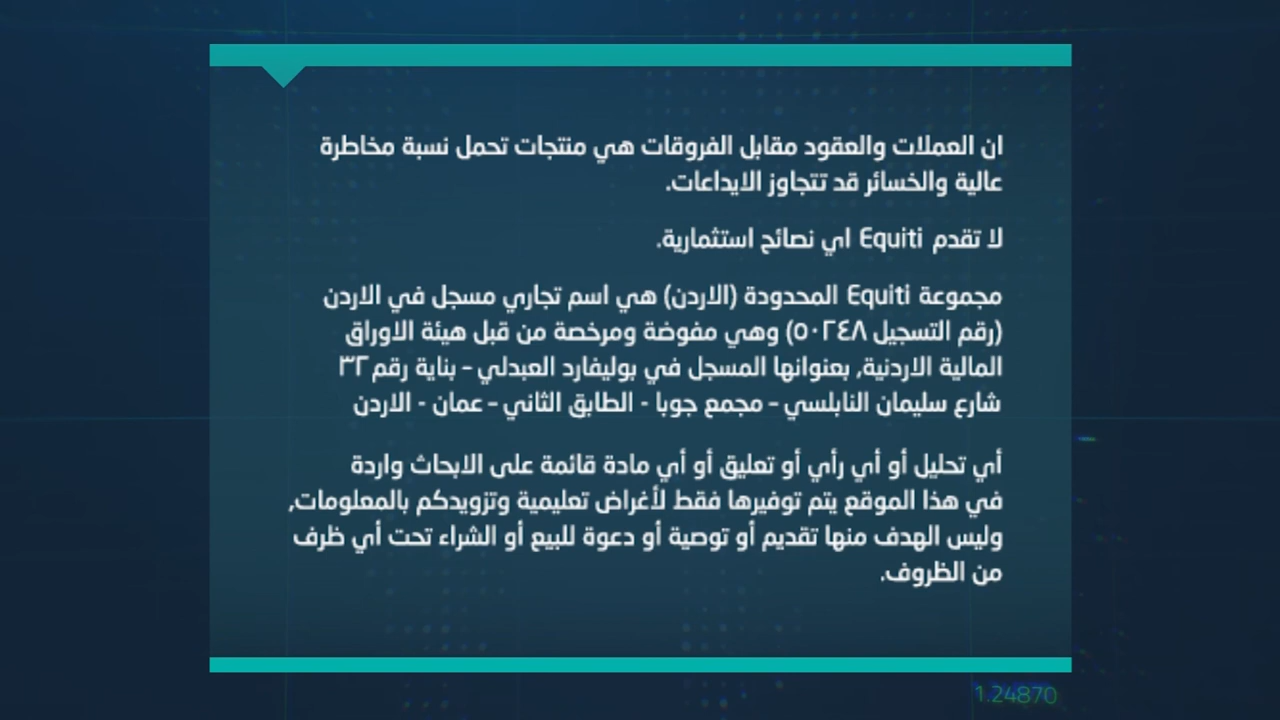 ان العملات والعقود مقابل الفروقات هي منتجات تحمل نسبة مخاطرة
عالية والخسائر قد تتجاوز الايداعات.
لا تقدم Equiti اي نصائح استثمارية.
مجموعة Equiti المحدودة (الاردن) هي اسم تجاري مسجل في الاردن
(رقم التسجيل ٥٠٢٤٨) وهي مفوضة ومرخصة من قبل هيئة الاوراق
المالية الاردنية, بعنوانها المسجل في بوليفارد العبدلي – بناية رقم ٣٢
شارع سليمان النابلسي – مجمع جوبا - الطابق الثاني – عمان - الاردن
أي تحليل أو أي رأي أو تعليق أو أي مادة قائمة على الابحاث واردة
في هذا الموقع يتم توفيرها فقط لأغراض تعليمية وتزويدكم بالمعلومات,
وليس الهدف منها تقديم أو توصية أو دعوة للبيع أو الشراء تحت أي ظرف
من الظروف.
1.24870